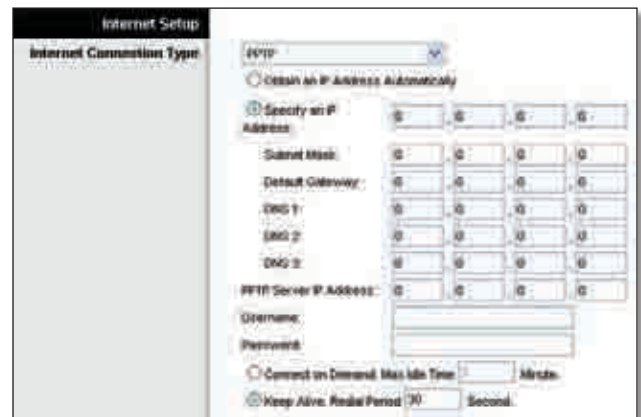 Internet Setup
Internet Connection Type
PPTP
Obtain an IP Address Automatically
Specify an IP Address:
0 . 0 . 0 . 0
Subnet Mask: 0 . 0 . 0 . 0
Default Gateway: 0 . 0 . 0 . 0
DNS 1: 0 . 0 . 0 . 0
DNS 2: 0 . 0 . 0 . 0
DNS 3: 0 . 0 . 0 . 0
PPTP Server IP Address: 0 . 0 . 0 . 0
Username:
Password:
Connect on Demand. Max Idle Time Minute.
Keep Alive. Redial Period 30 Second.